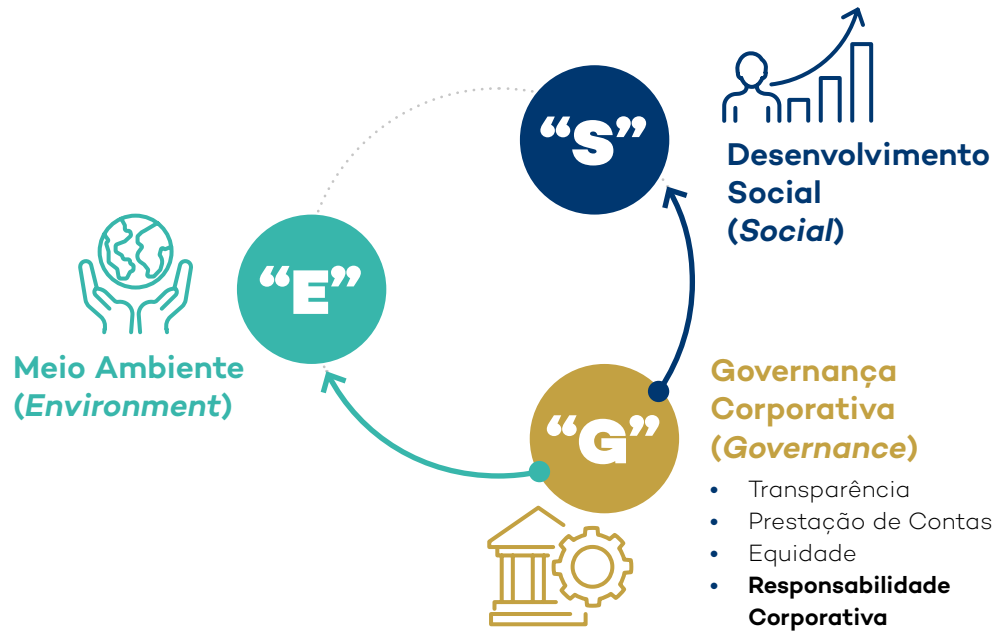 “S”
Desenvolvimento
Social
(Social)
“E”
Meio Ambiente
(Environment)
“G”
Governança
Corporativa
(Governance)
• Transparência
• Prestação de Contas
• Equidade
• Responsabilidade
Corporativa